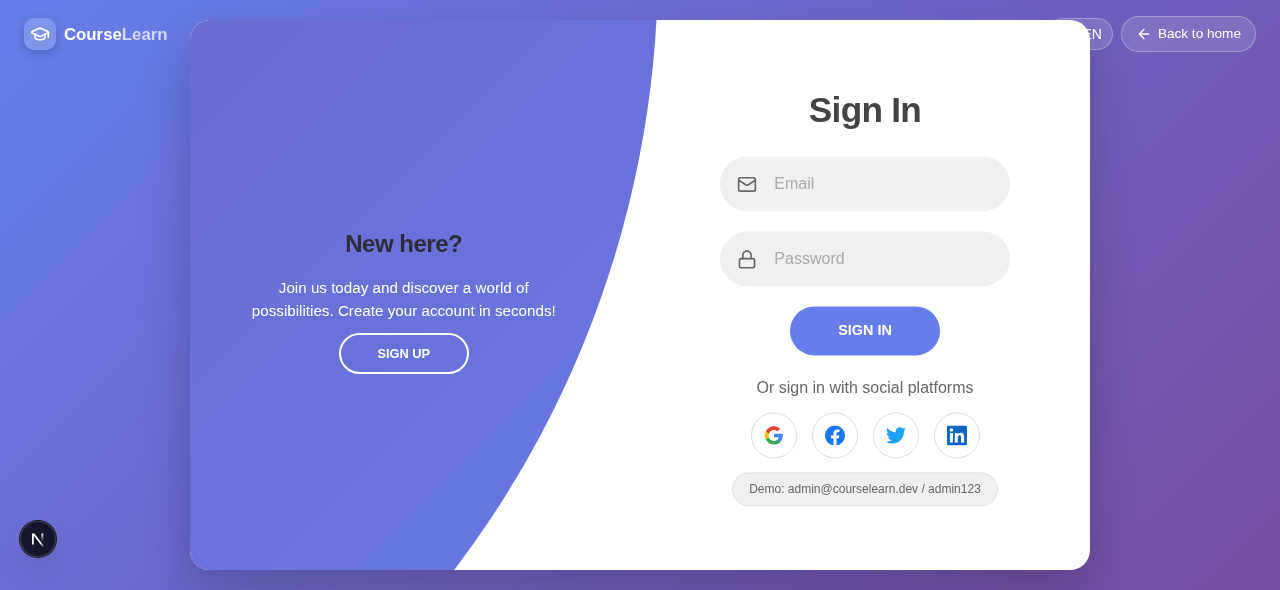 CourseLearn
EN
Back to home
New here?
Join us today and discover a world of
possibilities. Create your account in seconds!
SIGN UP
Sign In
Email
Password
SIGN IN
Or sign in with social platforms
Demo: admin@courselearn.dev / admin123